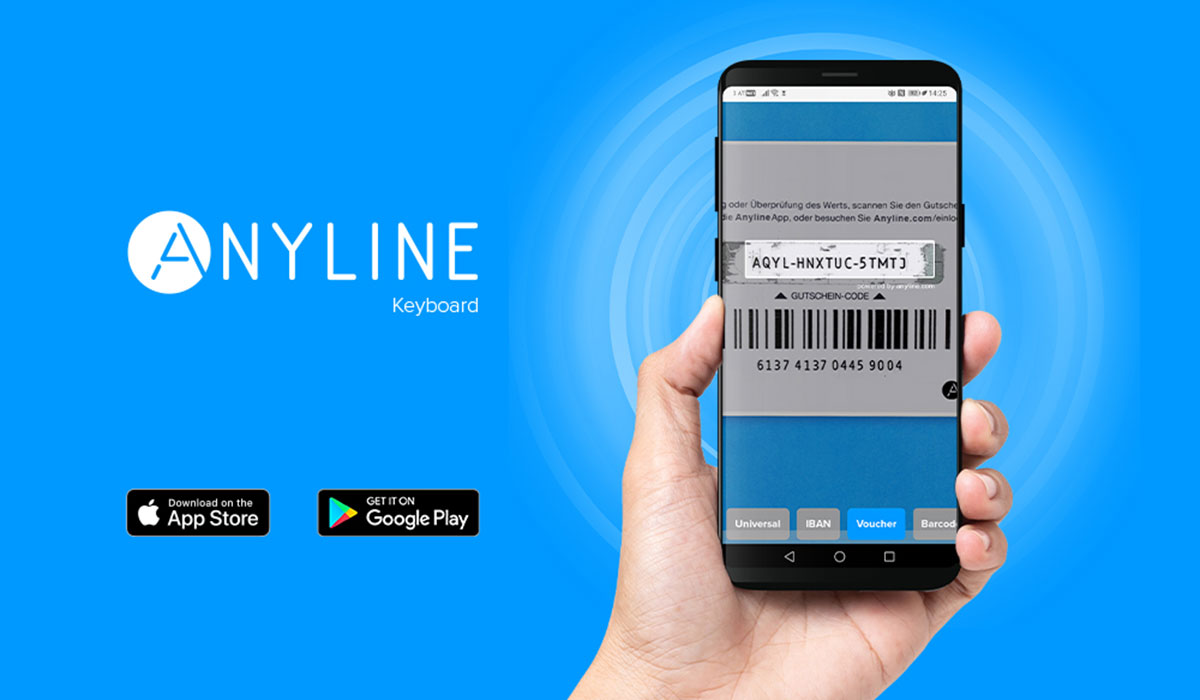 ANYLINE
Keyboard
Download on the
App Store
GET IT ON
Google Play
14:25
g oder Überprüfung des Werts, scannen Sie den Gutsche
die Anyline App, oder besuchen Sie Anyline.com/einlo
AQYL-HNXTUC-5TMTJ
powered by anyline.com
GUTSCHEIN-CODE
6137 4137 0445 9004
Universal
IBAN
Voucher
Barcod